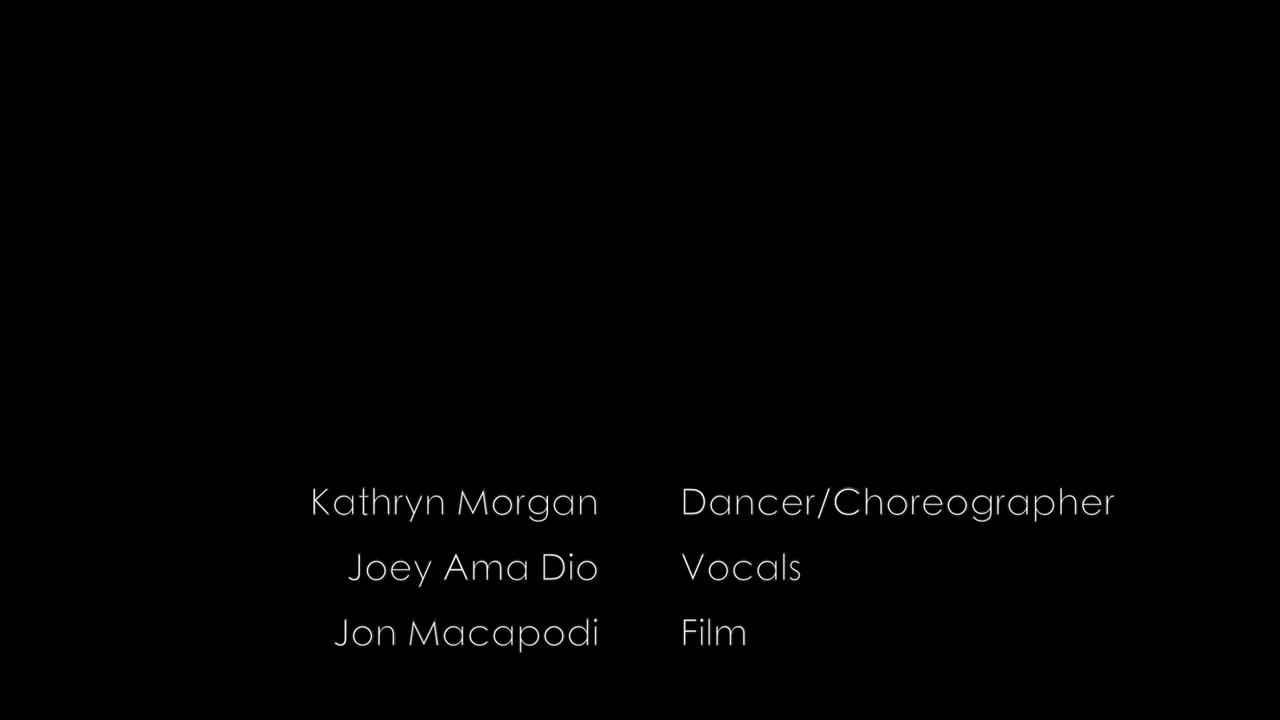 Kathryn Morgan Dancer/Choreographer
Joey Ama Dio Vocals
Jon Macapodi Film